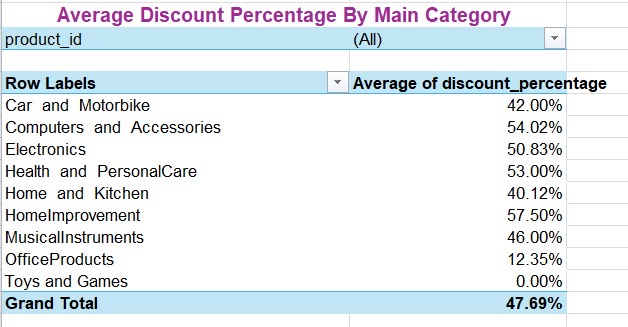 Average Discount Percentage By Main Category
product_id (All)
Row Labels Average of discount_percentage
Car and Motorbike 42.00%
Computers and Accessories 54.02%
Electronics 50.83%
Health and PersonalCare 53.00%
Home and Kitchen 40.12%
HomeImprovement 57.50%
MusicalInstruments 46.00%
OfficeProducts 12.35%
Toys and Games 0.00%
Grand Total 47.69%